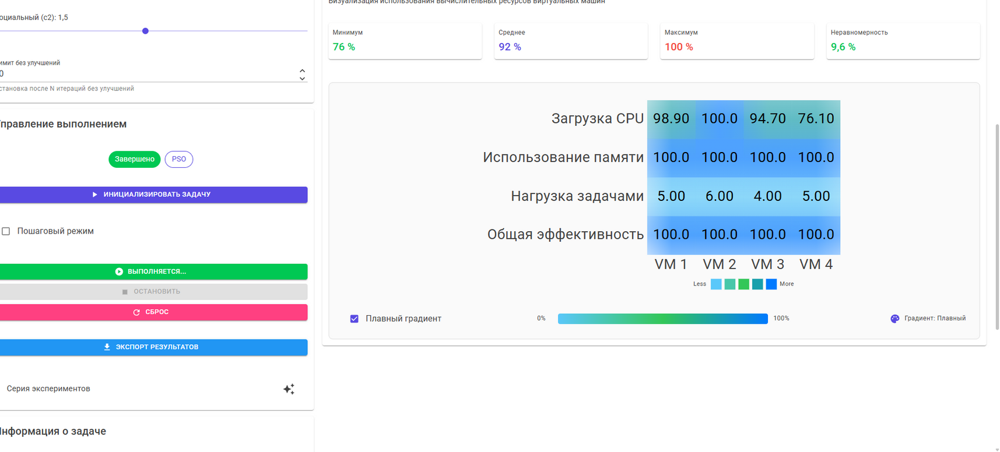 оциальный (c2): 1,5
имит без улучшений
0
становка после N итераций без улучшений
Управление выполнением
Завершено
PSO
ИНИЦИАЛИЗИРОВАТЬ ЗАДАЧУ
Пошаговый режим
ВЫПОЛНЯЕТСЯ...
ОСТАНОВИТЬ
СБРОС
ЭКСПОРТ РЕЗУЛЬТАТОВ
Серия экспериментов
Информация о задаче
Визуализация использования вычислительных ресурсов виртуальных машин
Минимум
76 %
Среднее
92 %
Максимум
100 %
Неравномерность
9,6 %
Загрузка CPU 98.90 100.0 94.70 76.10
Использование памяти 100.0 100.0 100.0 100.0
Нагрузка задачами 5.00 6.00 4.00 5.00
Общая эффективность 100.0 100.0 100.0 100.0
VM 1 VM 2 VM 3 VM 4
Less More
Плавный градиент
0% 100%
Градиент: Плавный